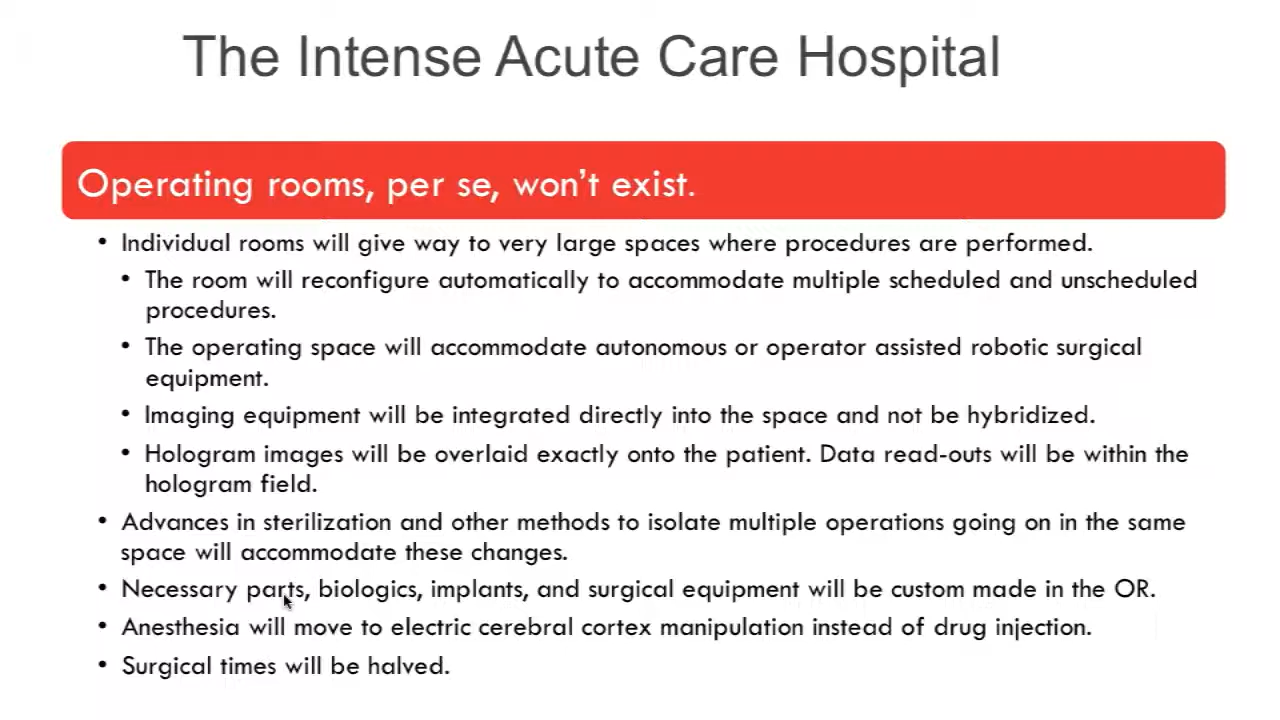 The Intense Acute Care Hospital
Operating rooms, per se, won't exist.
• Individual rooms will give way to very large spaces where procedures are performed.
• The room will reconfigure automatically to accommodate multiple scheduled and unscheduled
procedures.
• The operating space will accommodate autonomous or operator assisted robotic surgical
equipment.
• Imaging equipment will be integrated directly into the space and not be hybridized.
• Hologram images will be overlaid exactly onto the patient. Data read-outs will be within the
hologram field.
• Advances in sterilization and other methods to isolate multiple operations going on in the same
space will accommodate these changes.
• Necessary parts, biologics, implants, and surgical equipment will be custom made in the OR.
• Anesthesia will move to electric cerebral cortex manipulation instead of drug injection.
• Surgical times will be halved.